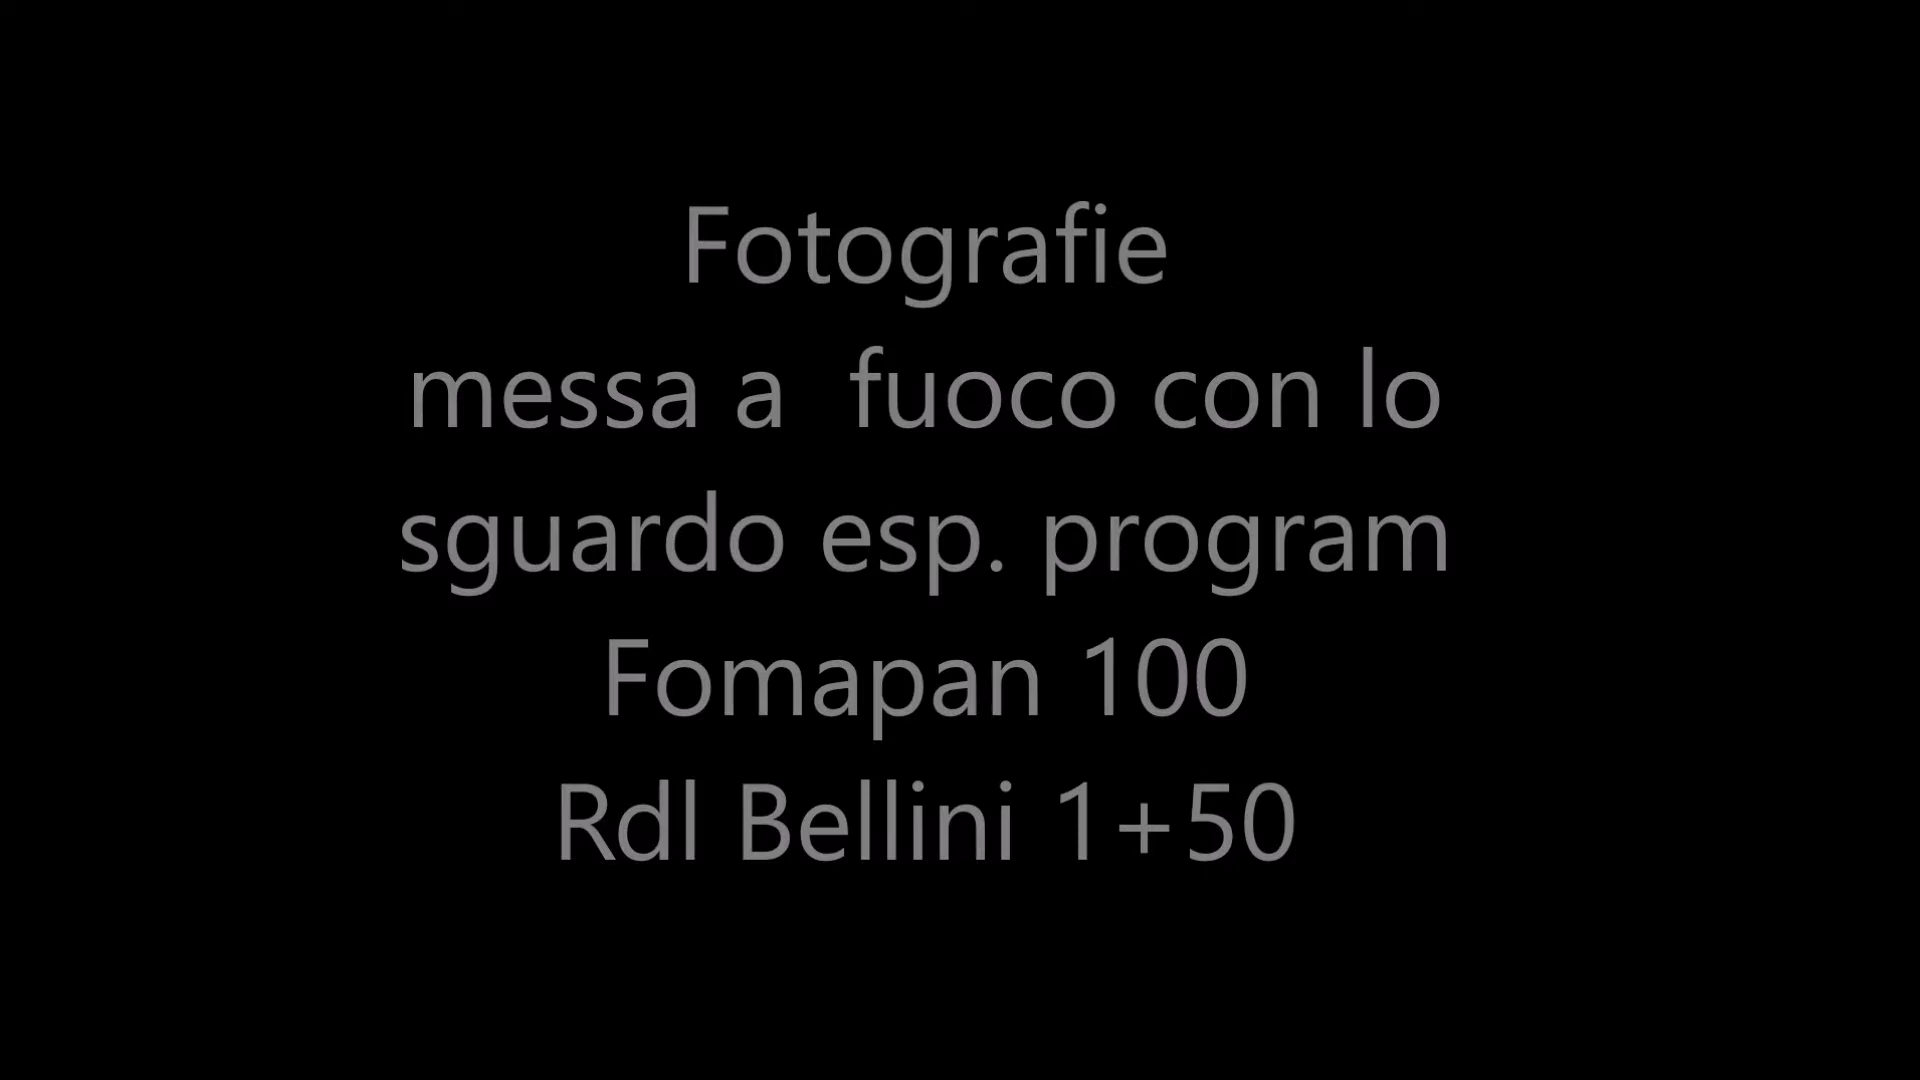 Fotografie
messa a  fuoco con lo
sguardo esp. program
Fomapan 100
Rdl Bellini 1+50